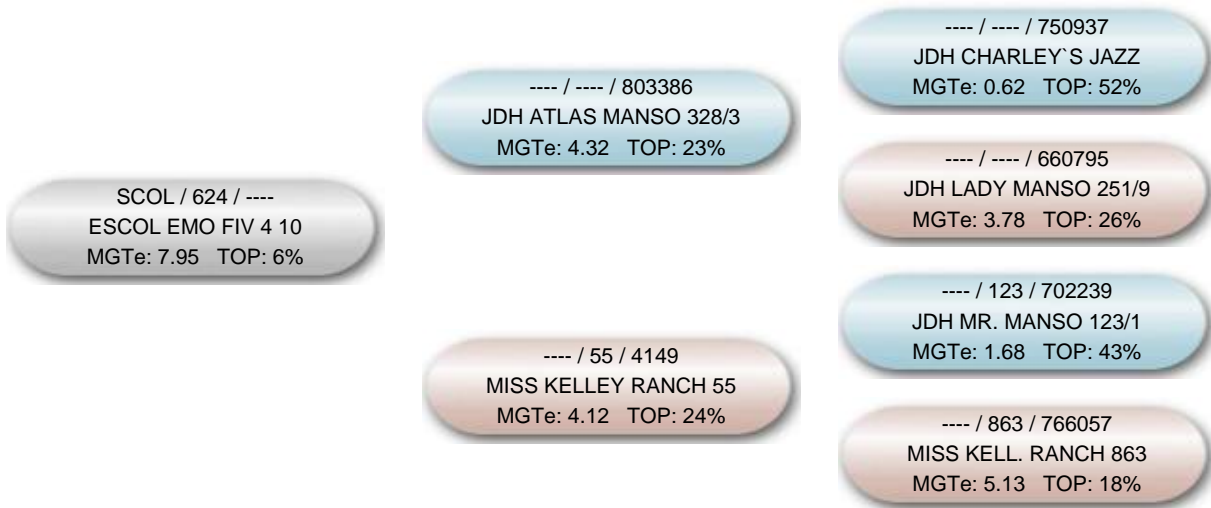 SCOL / 624 / ----
ESCOL EMO FIV 4 10
MGTe: 7.95 TOP: 6%
---- / ---- / 803386
JDH ATLAS MANSO 328/3
MGTe: 4.32 TOP: 23%
---- / 55 / 4149
MISS KELLEY RANCH 55
MGTe: 4.12 TOP: 24%
---- / ---- / 750937
JDH CHARLEY`S JAZZ
MGTe: 0.62 TOP: 52%
---- / ---- / 660795
JDH LADY MANSO 251/9
MGTe: 3.78 TOP: 26%
---- / 123 / 702239
JDH MR. MANSO 123/1
MGTe: 1.68 TOP: 43%
---- / 863 / 766057
MISS KELL. RANCH 863
MGTe: 5.13 TOP: 18%